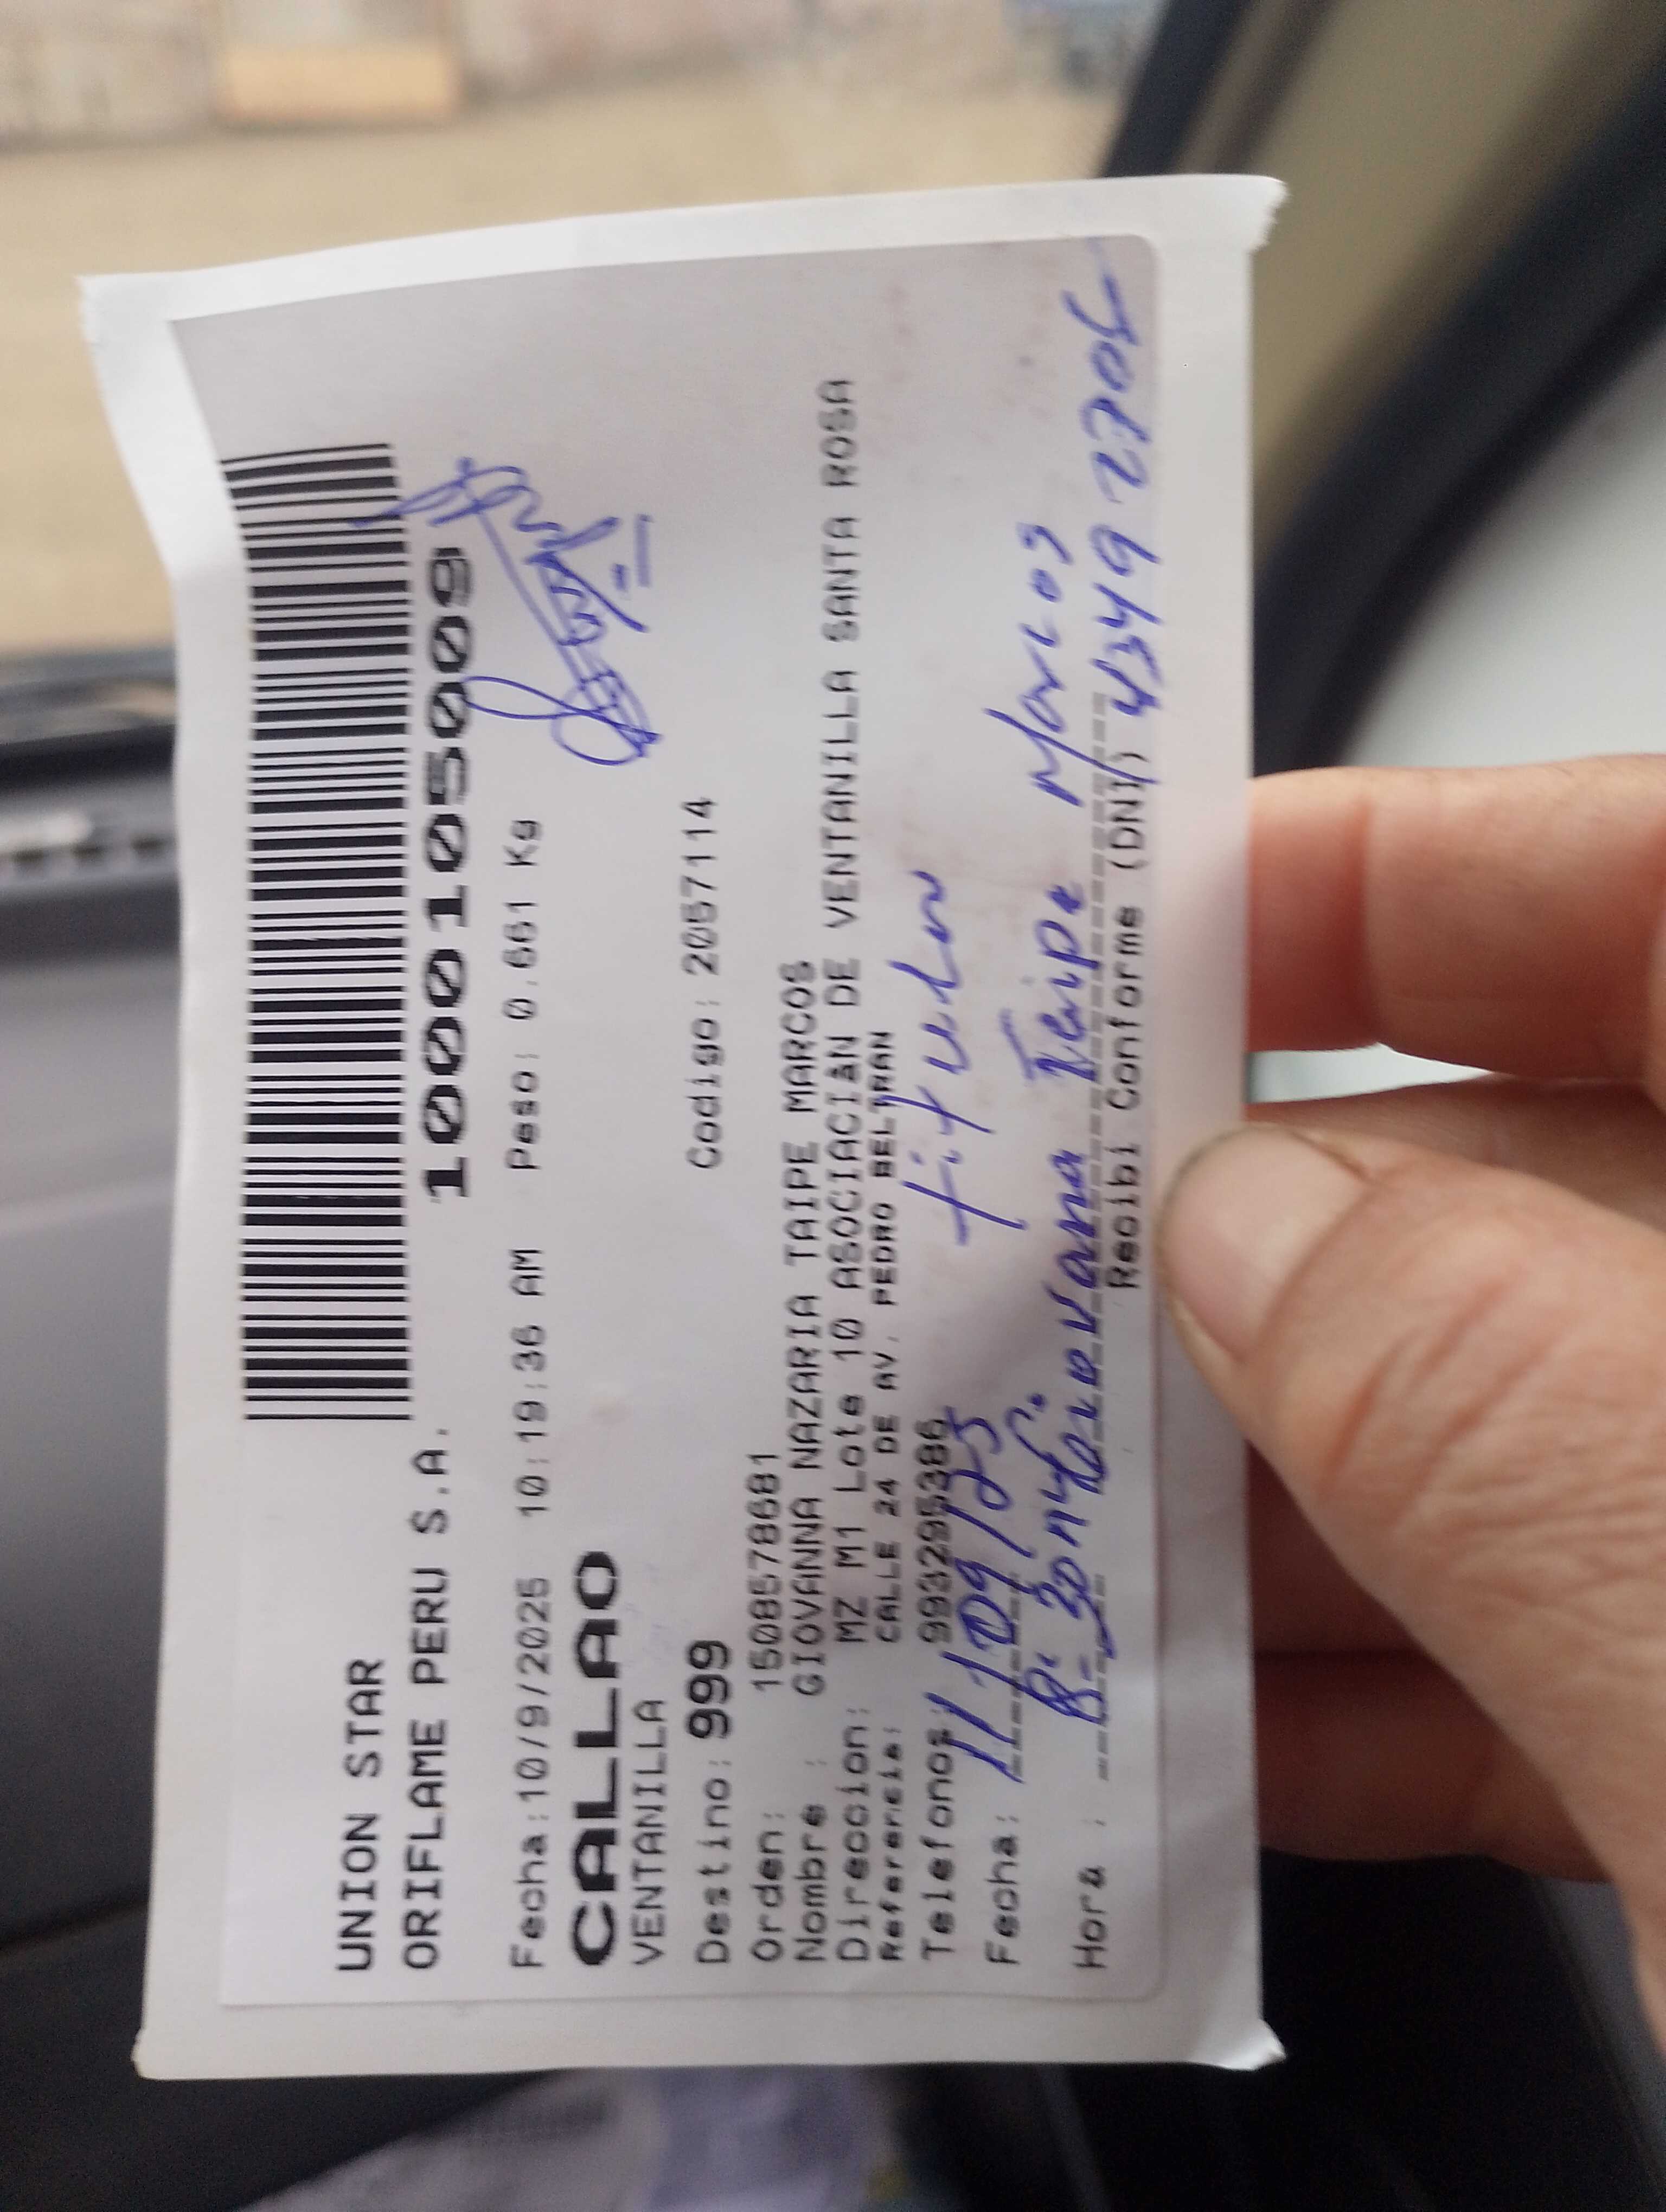 UNION STAR
ORIFLAME PERU S.A.
1000105009
Fecha:10/9/2025 10:19:36 AM Peso: 0.661 Kg
CALLAO
VENTANILLA
Destino: 999 Codigo: 2057114
Orden: 15085778681
Nombre : GIOVANNA NAZARIA TAIPE MARCOS
Direccion: MZ M1 Lote 10 ASOCIACIàN DE VENTANILLA SANTA ROSA
Referencia: CALLE 24 DE AV. PEDRO BELTRAN
Telefonos: 993295386
titular
Fecha: 11/09/25
Taipe Marcos
Hora :
Recibi Conforme (DNI)